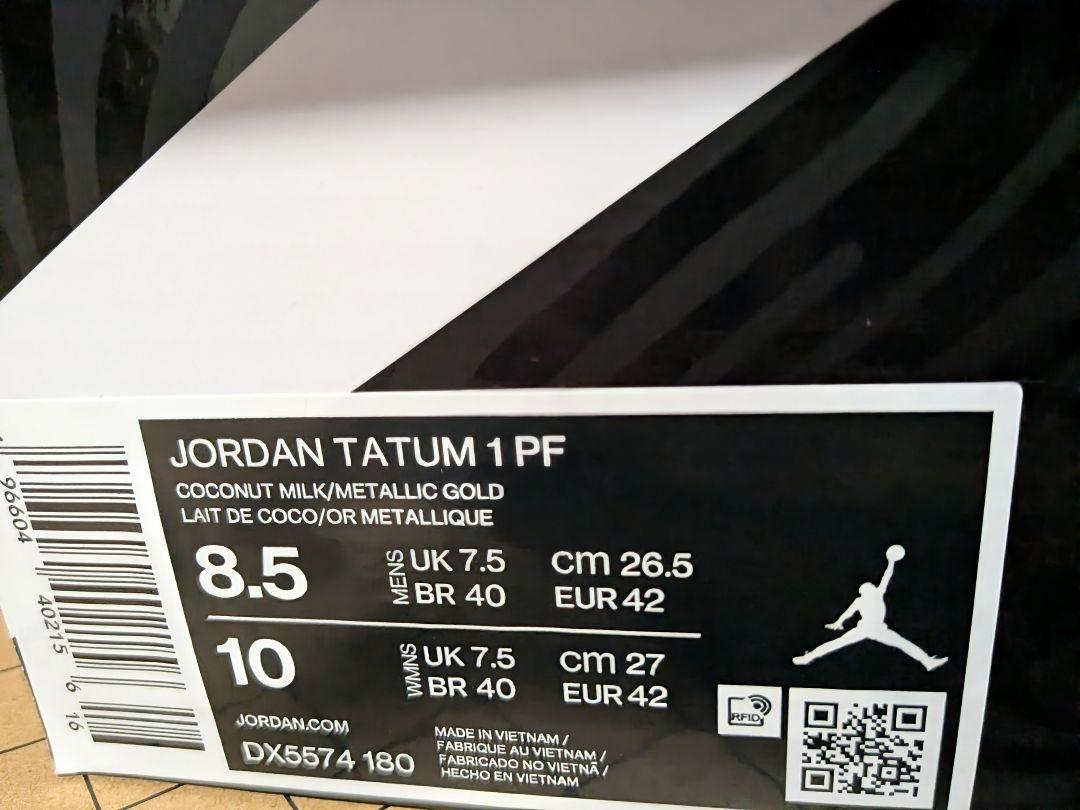 JORDAN TATUM 1 PF
COCONUT MILK/METALLIC GOLD
LAIT DE COCO/OR METALLIQUE
8.5
MENS
UK 7.5
BR 40
cm 26.5
EUR 42
10
WMNS
UK 7.5
BR 40
cm 27
EUR 42
JORDAN.COM
DX5574 180
MADE IN VIETNAM /
FABRIQUE AU VIETNAM /
FABRICADO NO VIETNÃ /
HECHO EN VIETNAM
RFID
96604 40215 6 16